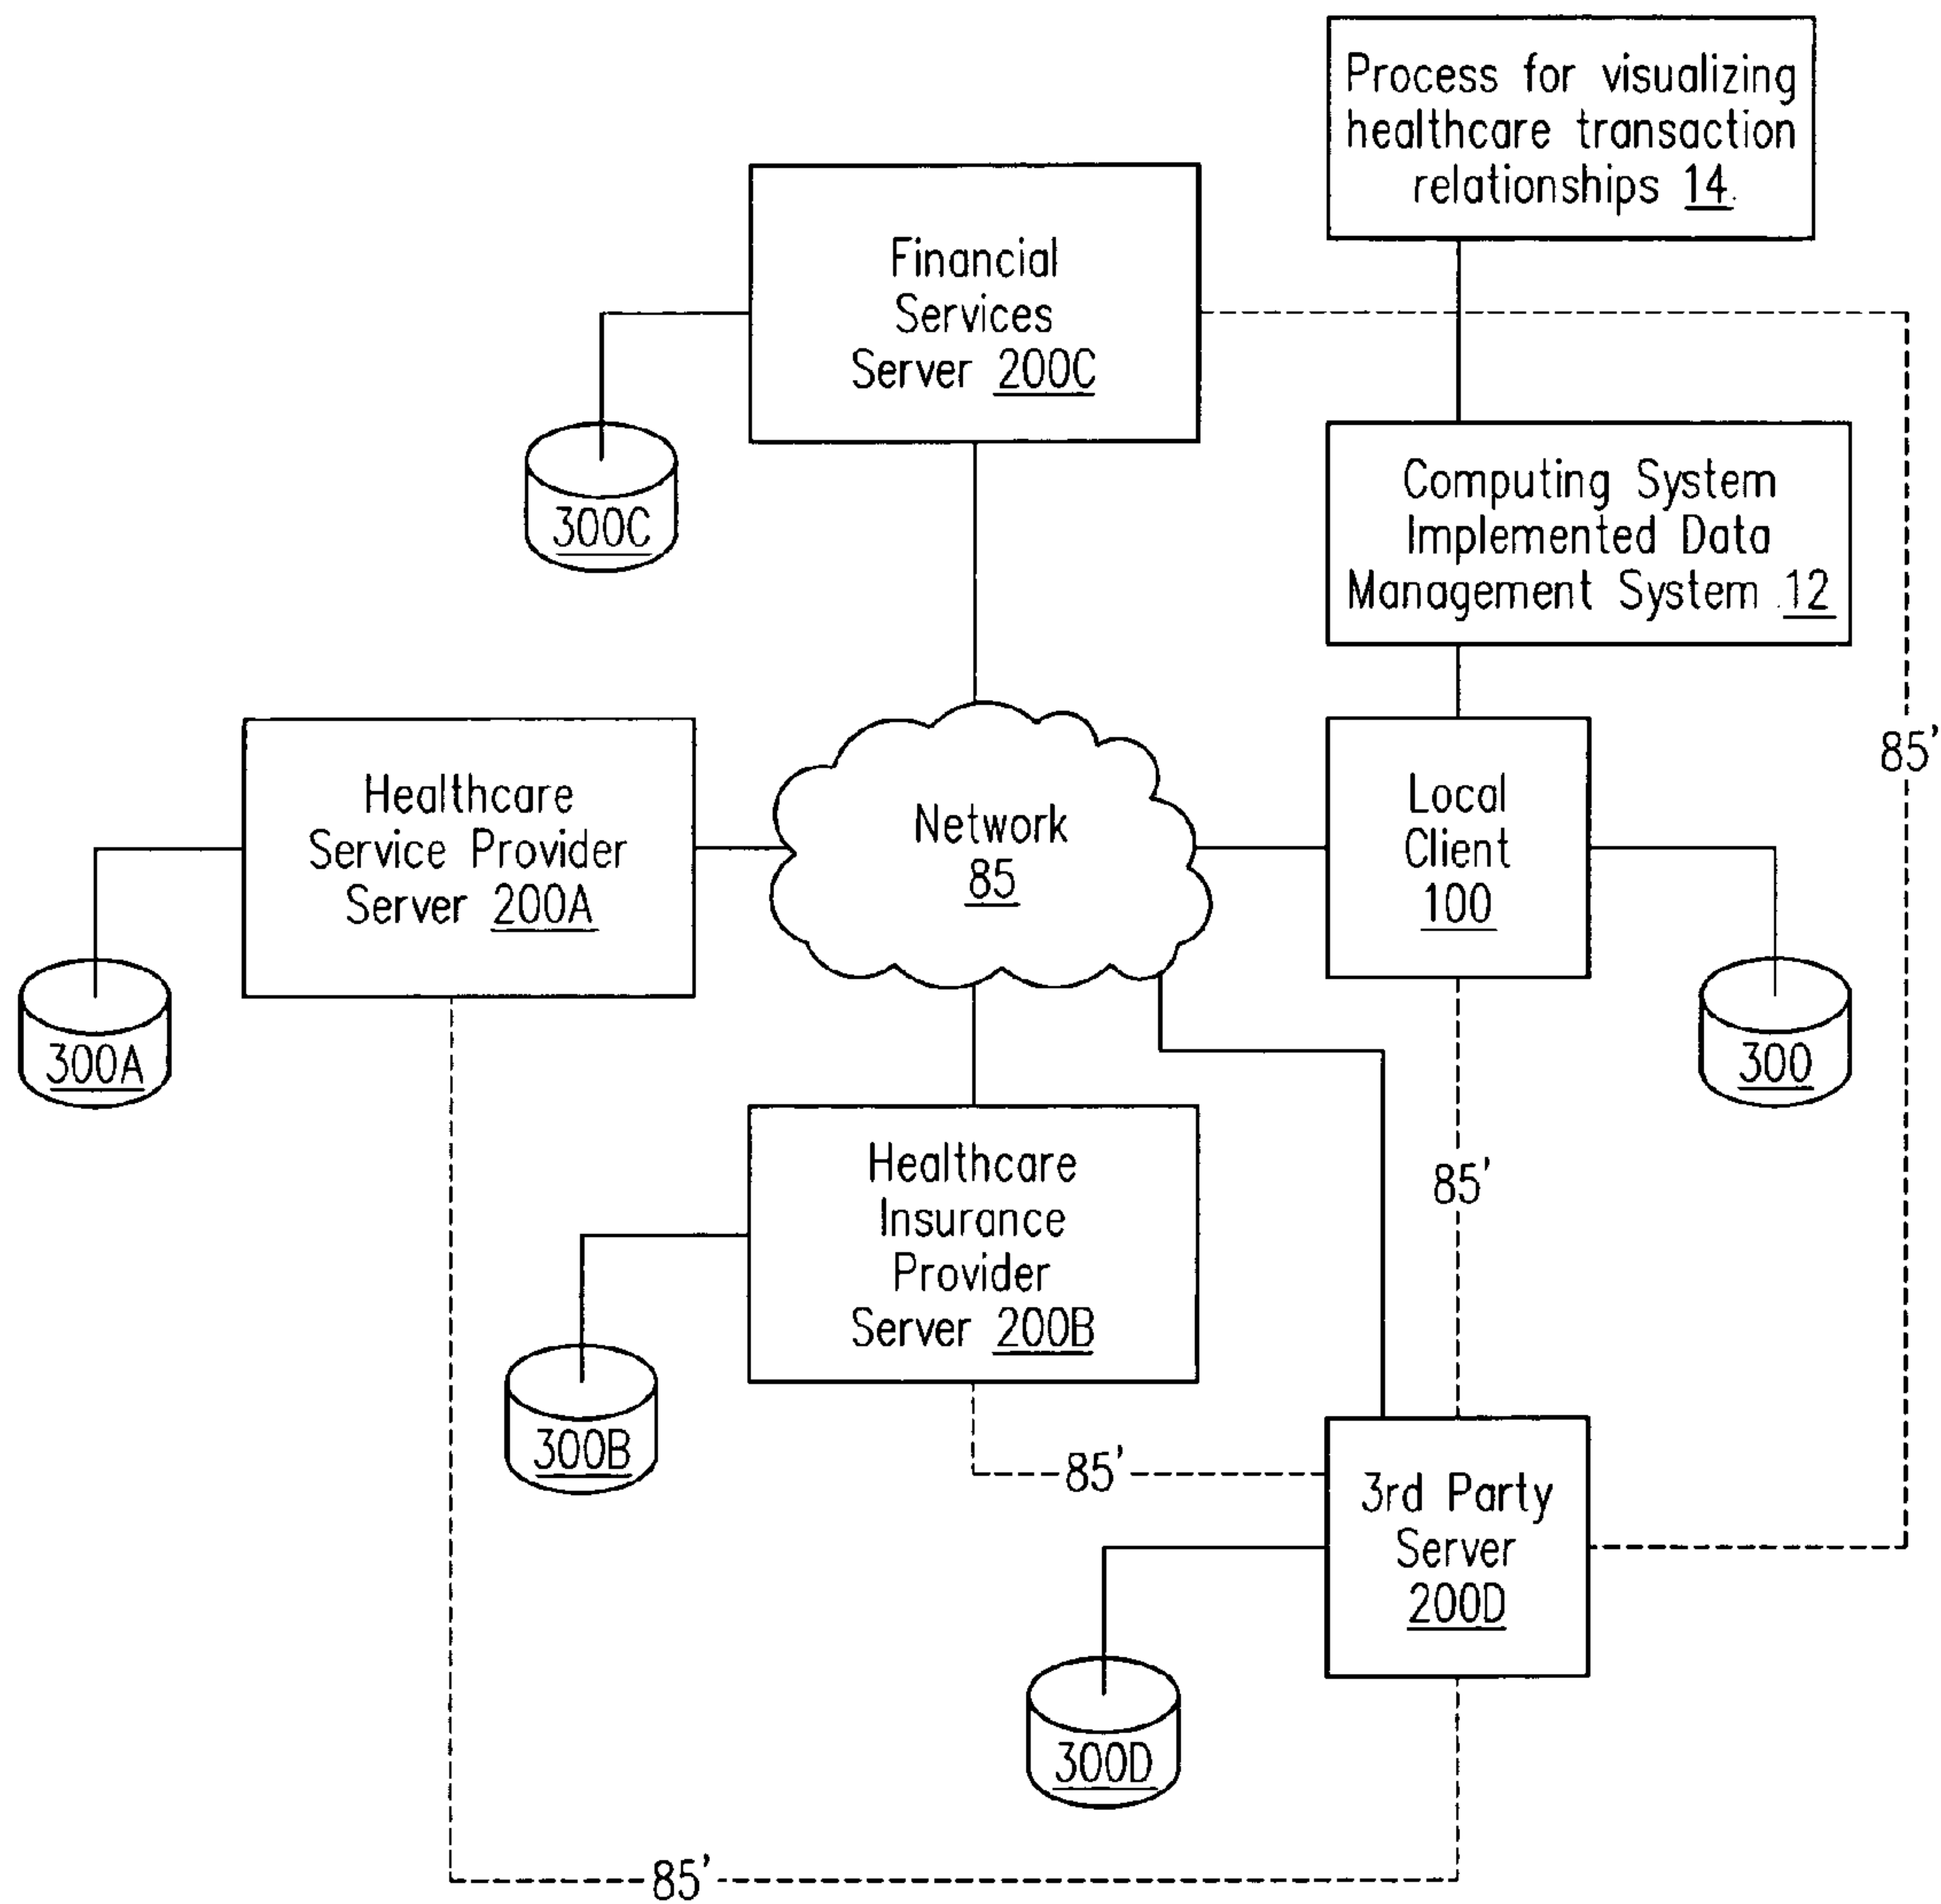 Process for visualizing
healthcare transaction
relationships 14
Financial
Services
Server 200C
300C
Computing System
Implemented Data
Management System 12
85'
Healthcare
Service Provider
Server 200A
Network
85
Local
Client
100
300A
300
Healthcare
Insurance
Provider
Server 200B
85'
300B
85'
3rd Party
Server
200D
300D
85'